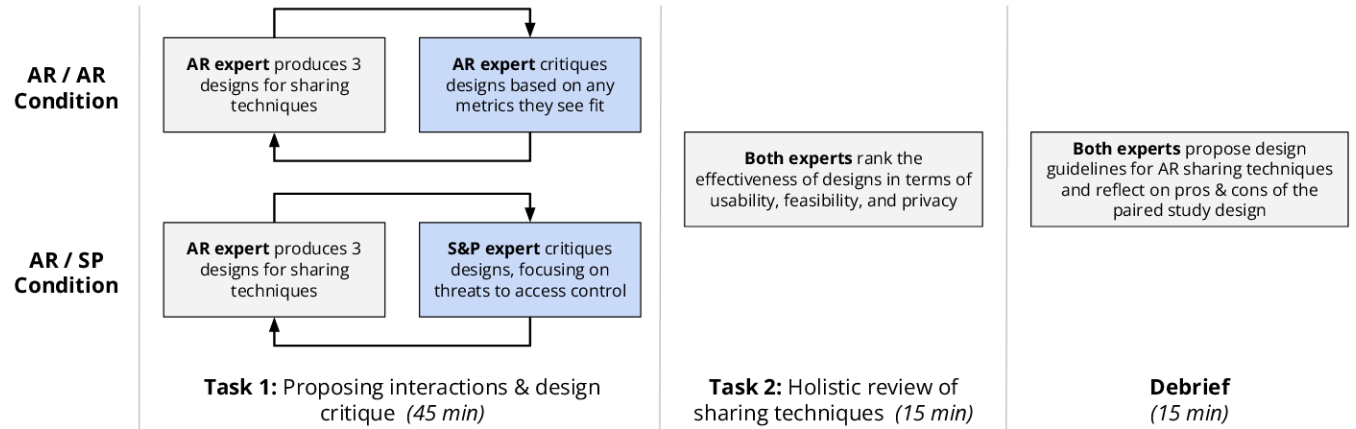 AR / AR
Condition
AR expert produces 3
designs for sharing
techniques
AR expert critiques
designs based on any
metrics they see fit
AR / SP
Condition
AR expert produces 3
designs for sharing
techniques
S&P expert critiques
designs, focusing on
threats to access control
Task 1: Proposing interactions & design
critique (45 min)
Both experts rank the
effectiveness of designs in terms of
usability, feasibility, and privacy
Task 2: Holistic review of
sharing techniques (15 min)
Both experts propose design
guidelines for AR sharing techniques
and reflect on pros & cons of the
paired study design
Debrief
(15 min)